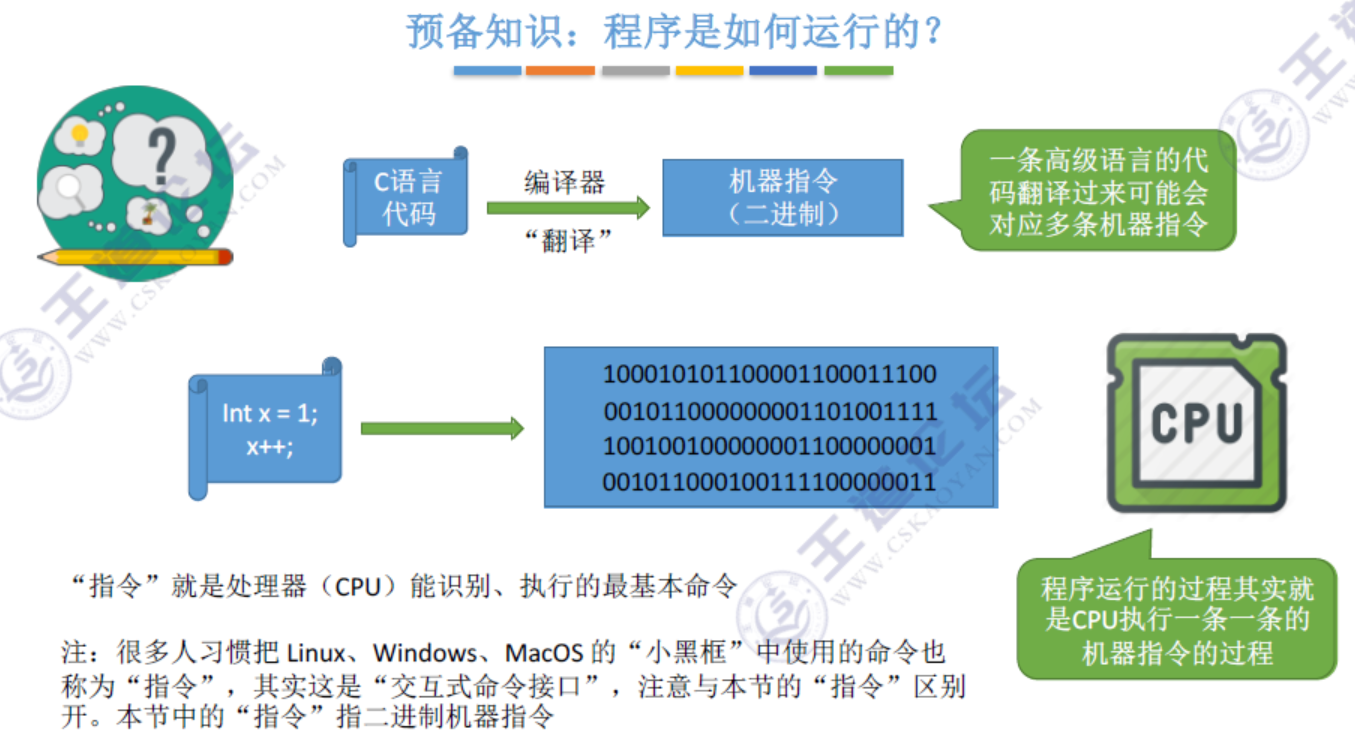 预备知识：程序是如何运行的？
C语言
代码
编译器
“翻译”
机器指令
（二进制）
一条高级语言的代
码翻译过来可能会
对应多条机器指令
Int x = 1;
x++;
100010101100001100011100
001011000000001101001111
100100100000001100000001
001011000100111100000011
CPU
“指令”就是处理器（CPU）能识别、执行的最基本命令
程序运行的过程其实就
是CPU执行一条一条的
机器指令的过程
注：很多人习惯把 Linux、Windows、MacOS 的“小黑框”中使用的命令也
称为“指令”，其实这是“交互式命令接口”，注意与本节的“指令”区别
开。本节中的“指令”指二进制机器指令
王道论坛
WWW.CSKAOYAN.COM